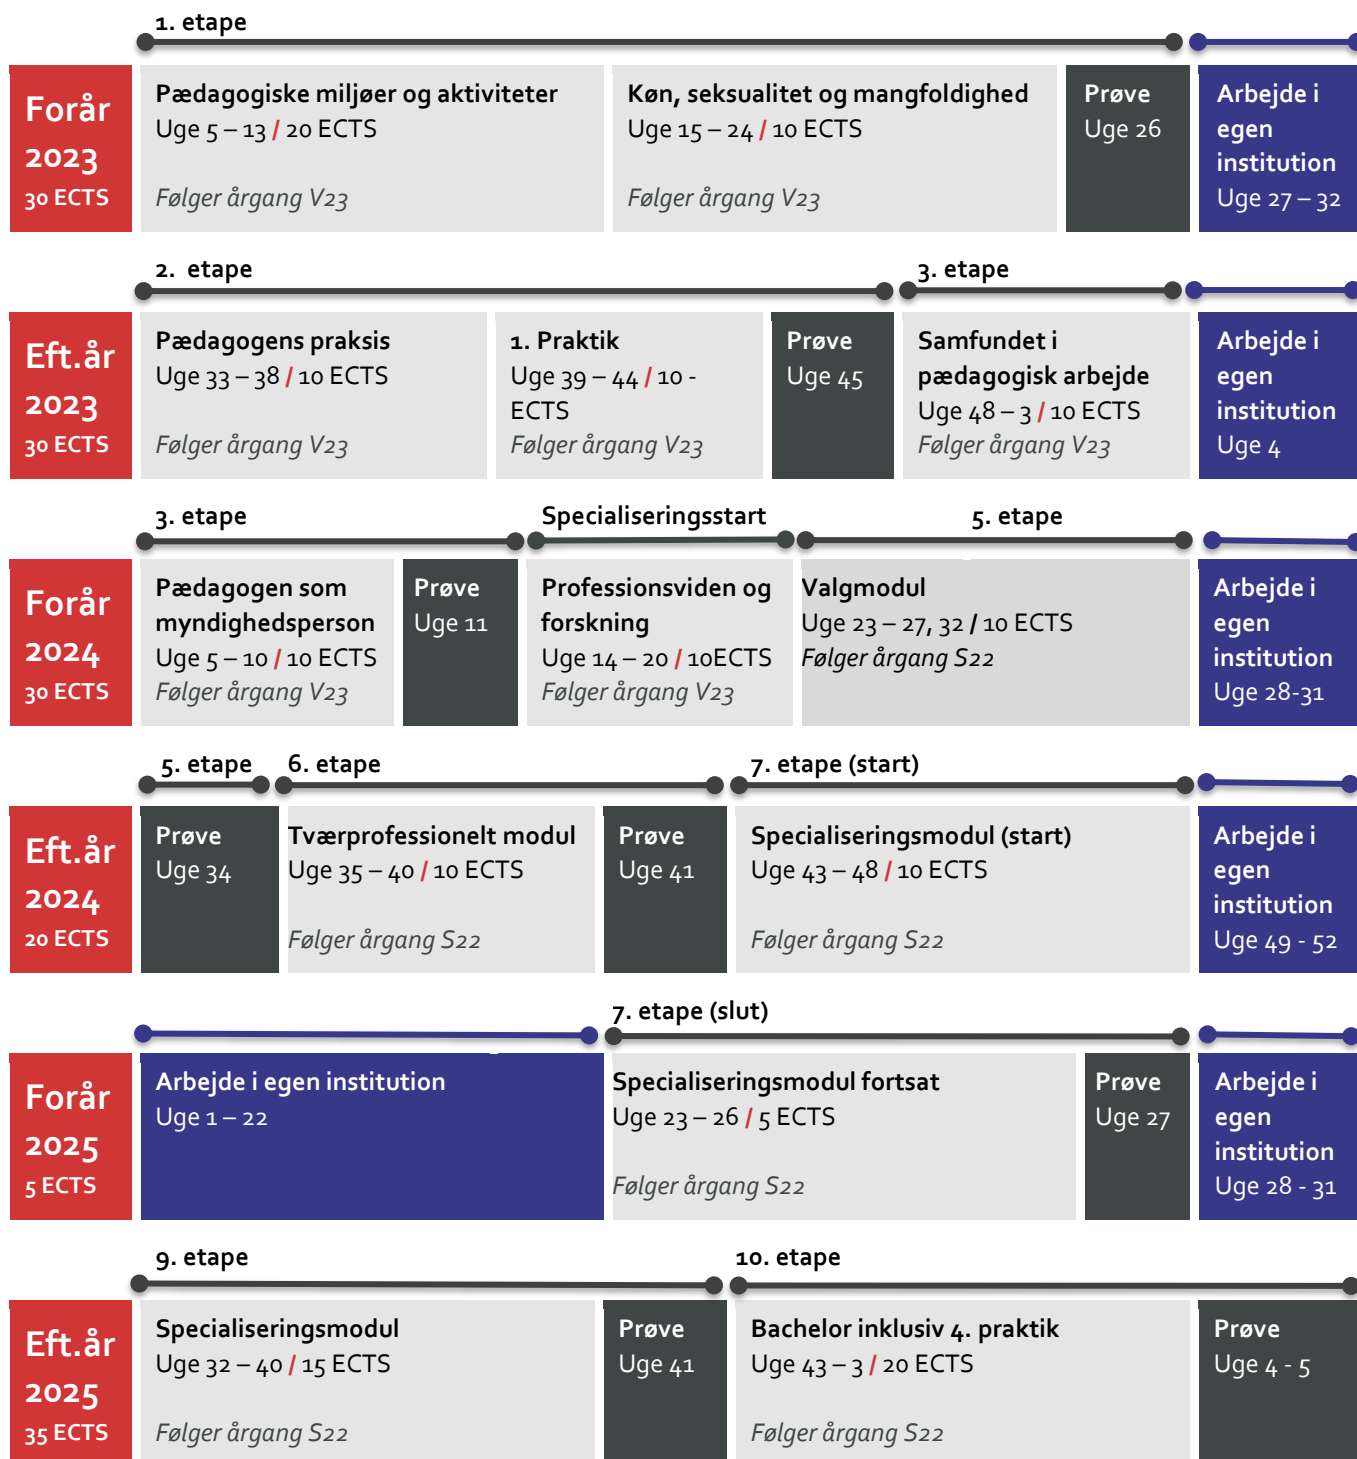 1. etape
Forår
2023
30 ECTS
Pædagogiske miljøer og aktiviteter
Uge 5 – 13 / 20 ECTS
Følger årgang V23
Køn, seksualitet og mangfoldighed
Uge 15 – 24 / 10 ECTS
Følger årgang V23
Prøve
Uge 26
Arbejde i
egen
institution
Uge 27 – 32
2. etape
3. etape
Eft.år
2023
30 ECTS
Pædagogens praksis
Uge 33 – 38 / 10 ECTS
Følger årgang V23
1. Praktik
Uge 39 – 44 / 10 -
ECTS
Følger årgang V23
Prøve
Uge 45
Samfundet i
pædagogisk arbejde
Uge 48 – 3 / 10 ECTS
Følger årgang V23
Arbejde i
egen
institution
Uge 4
3. etape
Specialiseringsstart
5. etape
Forår
2024
30 ECTS
Pædagogen som
myndighedsperson
Uge 5 – 10 / 10 ECTS
Følger årgang V23
Prøve
Uge 11
Professionsviden og
forskning
Uge 14 – 20 / 10ECTS
Følger årgang V23
Valgmodul
Uge 23 – 27, 32 / 10 ECTS
Følger årgang S22
Arbejde i
egen
institution
Uge 28-31
5. etape
6. etape
7. etape (start)
Eft.år
2024
20 ECTS
Prøve
Uge 34
Tværprofessionelt modul
Uge 35 – 40 / 10 ECTS
Følger årgang S22
Prøve
Uge 41
Specialiseringsmodul (start)
Uge 43 – 48 / 10 ECTS
Følger årgang S22
Arbejde i
egen
institution
Uge 49 - 52
7. etape (slut)
Forår
2025
5 ECTS
Arbejde i egen institution
Uge 1 – 22
Specialiseringsmodul fortsat
Uge 23 – 26 / 5 ECTS
Følger årgang S22
Prøve
Uge 27
Arbejde i
egen
institution
Uge 28 - 31
9. etape
10. etape
Eft.år
2025
35 ECTS
Specialiseringsmodul
Uge 32 – 40 / 15 ECTS
Følger årgang S22
Prøve
Uge 41
Bachelor inklusiv 4. praktik
Uge 43 – 3 / 20 ECTS
Følger årgang S22
Prøve
Uge 4 - 5